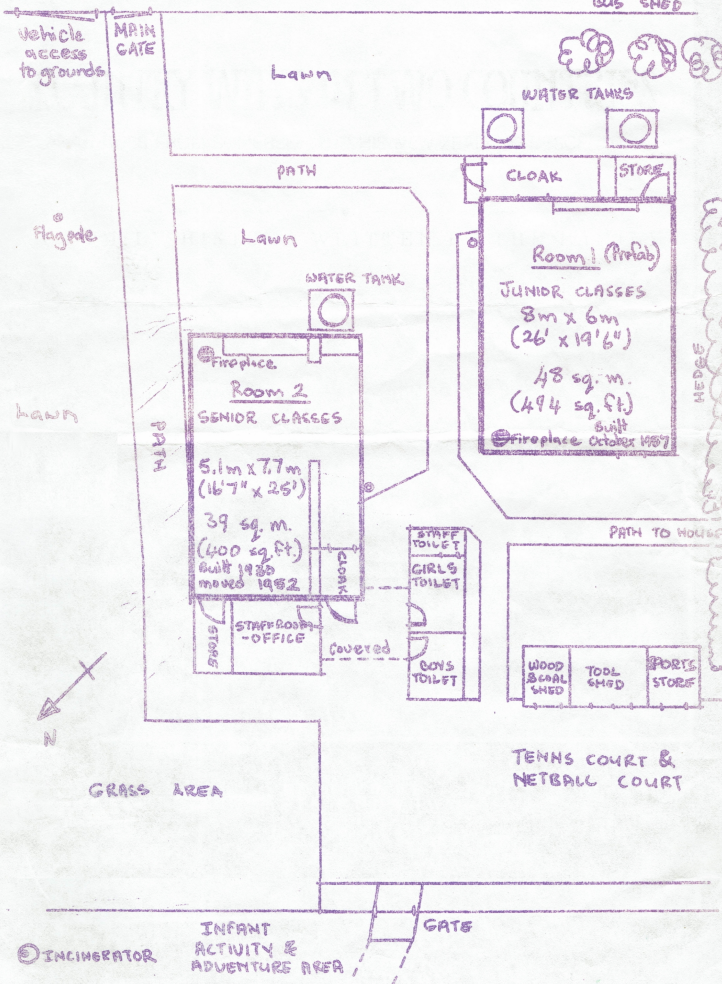 BUS SHED
Vehicle
access
to grounds
MAIN
GATE
Lawn
WATER TANKS
PATH
CLOAK
STORE
Flagpole
Lawn
WATER TANK
Room 1 (Prefab)
JUNIOR CLASSES
8m x 6m
(26' x 19'6")
48 sq. m.
(494 sq. ft.)
Built
October 1957
fireplace
HEDGE
Fireplace
Room 2
SENIOR CLASSES
5.1m x 7.7m
(16'7" x 25')
39 sq. m.
(400 sq. ft.)
Built
moved 1952
CLOAK
Lawn
PATH
STAFF
TOILET
GIRLS
TOILET
BOYS
TOILET
PATH TO HOUSE
STORE
STAFFROOM
-OFFICE
Covered
WOOD
& COAL
SHED
TOOL
SHED
SPORTS
STORE
N
TENNS COURT &
NETBALL COURT
GRASS AREA
INFANT
ACTIVITY &
ADVENTURE AREA
GATE
INCINERATOR